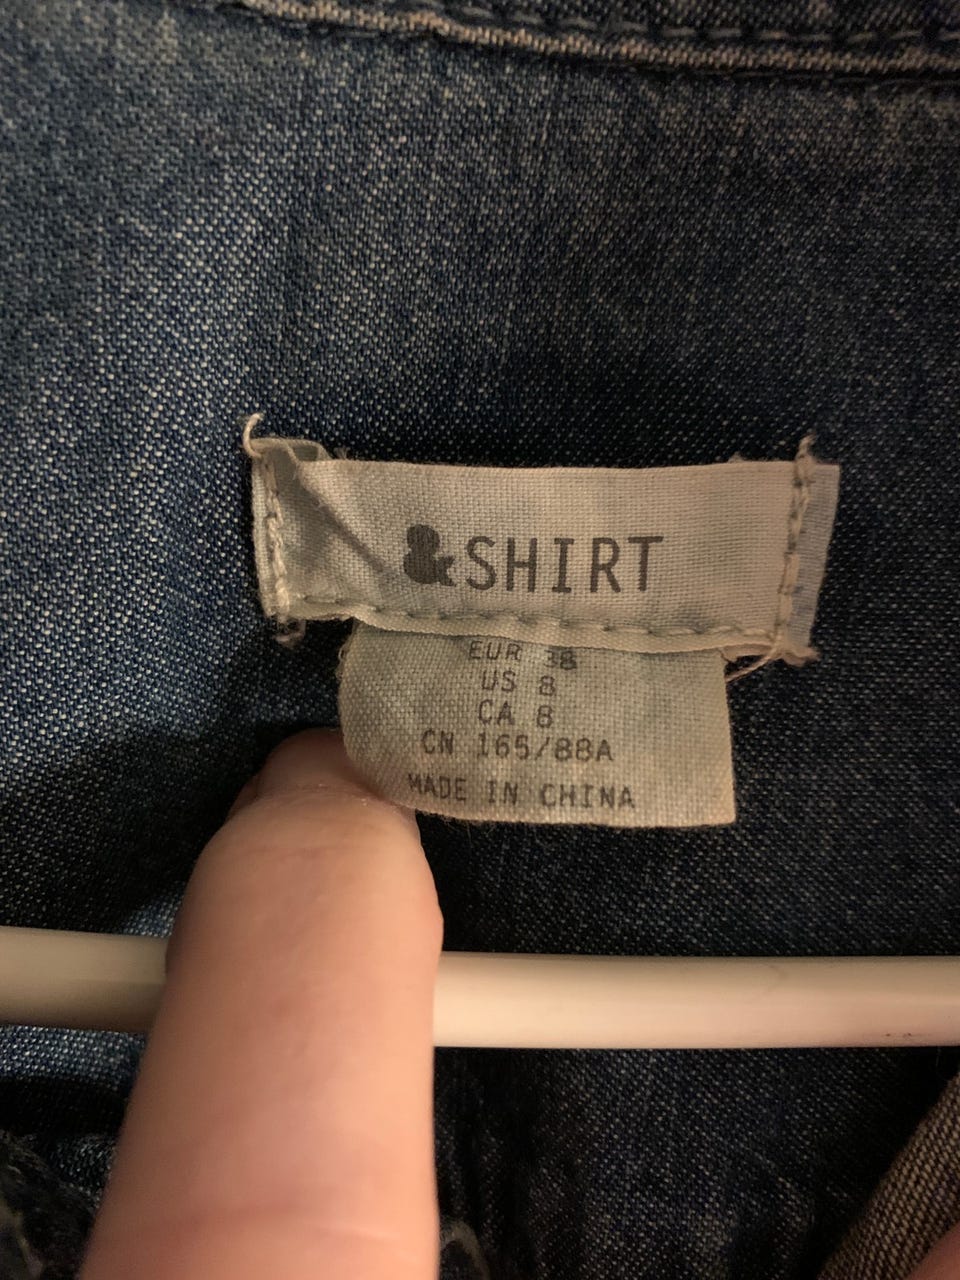 &SHIRT
EUR 38
US 8
CA 8
CN 165/88A
MADE IN CHINA